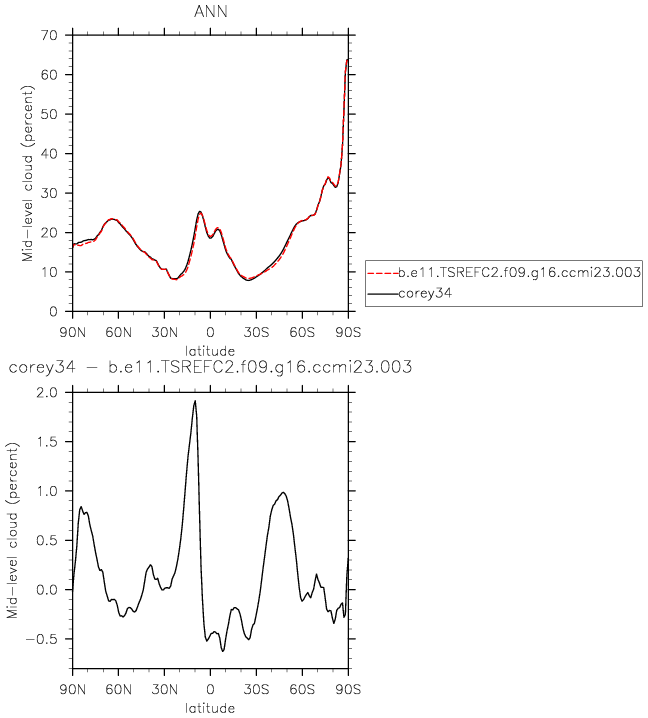 ANN
70
60
50
40
30
20
10
0
Mid-level cloud (percent)
90N 60N 30N 0 30S 60S 90S
latitude
b.e11.TSREFC2.f09.g16.ccmi23.003
corey34
corey34 - b.e11.TSREFC2.f09.g16.ccmi23.003
2.0
1.5
1.0
0.5
0.0
-0.5
Mid-level cloud (percent)
90N 60N 30N 0 30S 60S 90S
latitude